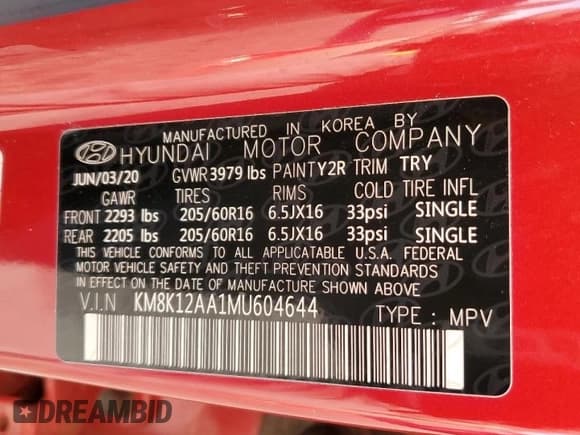 MANUFACTURED IN KOREA BY
HYUNDAI MOTOR COMPANY
JUN/03/20 GVWR 3979 lbs PAINT Y2R TRIM TRY
GAWR TIRES RIMS COLD TIRE INFL
FRONT 2293 lbs 205/60R16 6.5JX16 33psi SINGLE
REAR 2205 lbs 205/60R16 6.5JX16 33psi SINGLE
THIS VEHICLE CONFORMS TO ALL APPLICATABLE U.S.A. FEDERAL
MOTOR VEHICLE SAFETY AND THEFT PREVENTION STANDARDS
IN EFFECT ON THE DATE OF MANUFACTURE SHOWN ABOVE.
V.I.N KM8K12AA1MU604644 TYPE : MPV
DREAMBID